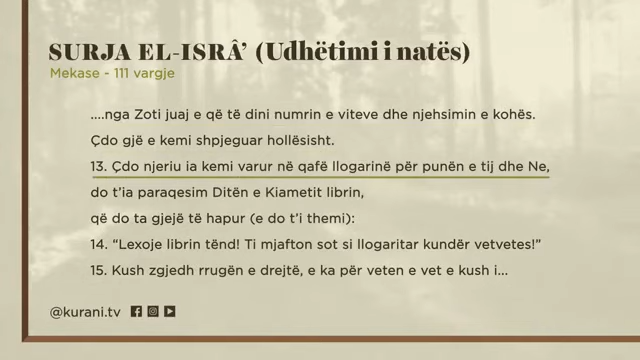 SURJA EL-ISRÂ’ (Udhëtimi i natës)
Mekase - 111 vargje
....nga Zoti juaj e që të dini numrin e viteve dhe njehsimin e kohës.
Çdo gjë e kemi shpjeguar hollësisht.
13. Çdo njeriu ia kemi varur në qafë llogarinë për punën e tij dhe Ne,
do t’ia paraqesim Ditën e Kiametit librin,
që do ta gjejë të hapur (e do t’i themi):
14. “Lexoje librin tënd! Ti mjafton sot si llogaritar kundër vetvetes!”
15. Kush zgjedh rrugën e drejtë, e ka për veten e vet e kush i...
@kurani.tv